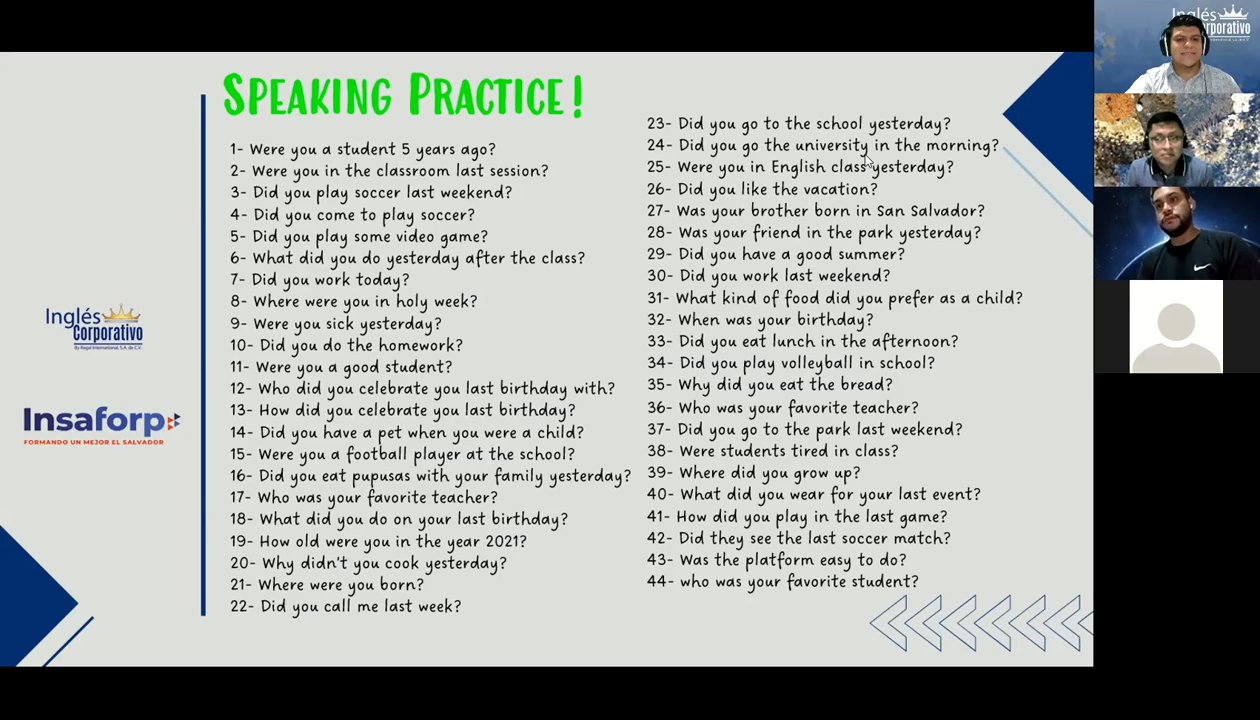 SPEAKING PRACTICE!
1- Were you a student 5 years ago?
2- Were you in the classroom last session?
3- Did you play soccer last weekend?
4- Did you come to play soccer?
5- Did you play some video game?
6- What did you do yesterday after the class?
7- Did you work today?
8- Where were you in holy week?
9- Were you sick yesterday?
10- Did you do the homework?
11- Were you a good student?
12- Who did you celebrate you last birthday with?
13- How did you celebrate you last birthday?
14- Did you have a pet when you were a child?
15- Were you a football player at the school?
16- Did you eat pupusas with your family yesterday?
17- Who was your favorite teacher?
18- What did you do on your last birthday?
19- How old were you in the year 2021?
20- Why didn't you cook yesterday?
21- Where were you born?
22- Did you call me last week?
23- Did you go to the school yesterday?
24- Did you go the university in the morning?
25- Were you in English class yesterday?
26- Did you like the vacation?
27- Was your brother born in San Salvador?
28- Was your friend in the park yesterday?
29- Did you have a good summer?
30- Did you work last weekend?
31- What kind of food did you prefer as a child?
32- When was your birthday?
33- Did you eat lunch in the afternoon?
34- Did you play volleyball in school?
35- Why did you eat the bread?
36- Who was your favorite teacher?
37- Did you go to the park last weekend?
38- Were students tired in class?
39- Where did you grow up?
40- What did you wear for your last event?
41- How did you play in the last game?
42- Did they see the last soccer match?
43- Was the platform easy to do?
44- who was your favorite student?
Inglés
Corporativo
By Regal International, S.A. de C.V.
Insaforp
FORMANDO UN MEJOR EL SALVADOR
Inglés
Corporativo